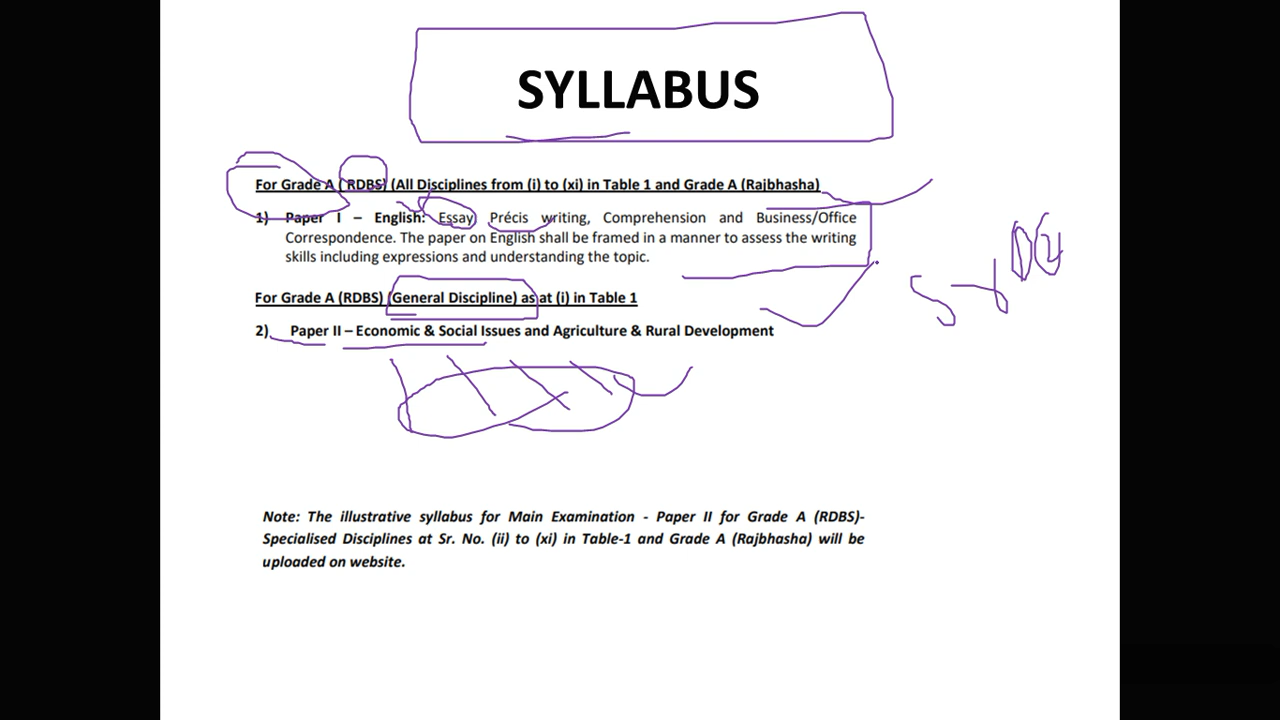 SYLLABUS
For Grade A ( RDBS) (All Disciplines from (i) to (xi) in Table 1 and Grade A (Rajbhasha)
1) Paper I – English: Essay, Précis writing, Comprehension and Business/Office
Correspondence. The paper on English shall be framed in a manner to assess the writing
skills including expressions and understanding the topic.
For Grade A (RDBS) (General Discipline) as at (i) in Table 1
2) Paper II – Economic & Social Issues and Agriculture & Rural Development
Note: The illustrative syllabus for Main Examination - Paper II for Grade A (RDBS)-
Specialised Disciplines at Sr. No. (ii) to (xi) in Table-1 and Grade A (Rajbhasha) will be
uploaded on website.